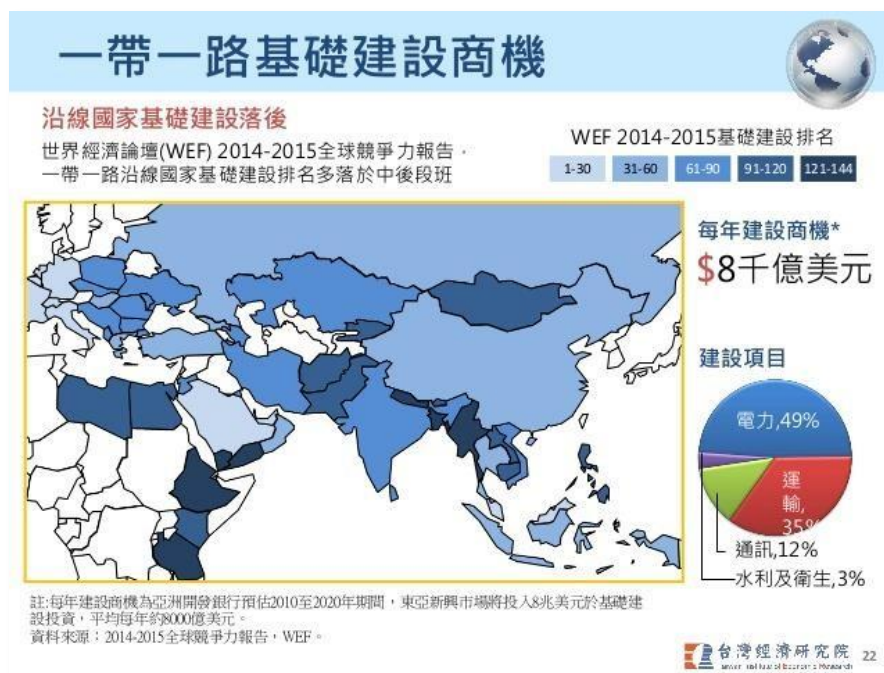 一帶一路基礎建設商機
沿線國家基礎建設落後
世界經濟論壇(WEF) 2014-2015全球競爭力報告，
一帶一路沿線國家基礎建設排名多落於中後段班
WEF 2014-2015基礎建設排名
1-30 31-60 61-90 91-120 121-144
每年建設商機*
$8千億美元
建設項目
電力,49%
運
輸,
35%
通訊,12%
水利及衛生,3%
註:每年建設商機為亞洲開發銀行預估2010至2020年期間，東亞新興市場將投入8兆美元於基礎建
設投資，平均每年約8000億美元。
資料來源：2014-2015全球競爭力報告，WEF。
台灣經濟研究院
Taiwan Institute of Economic Research
22